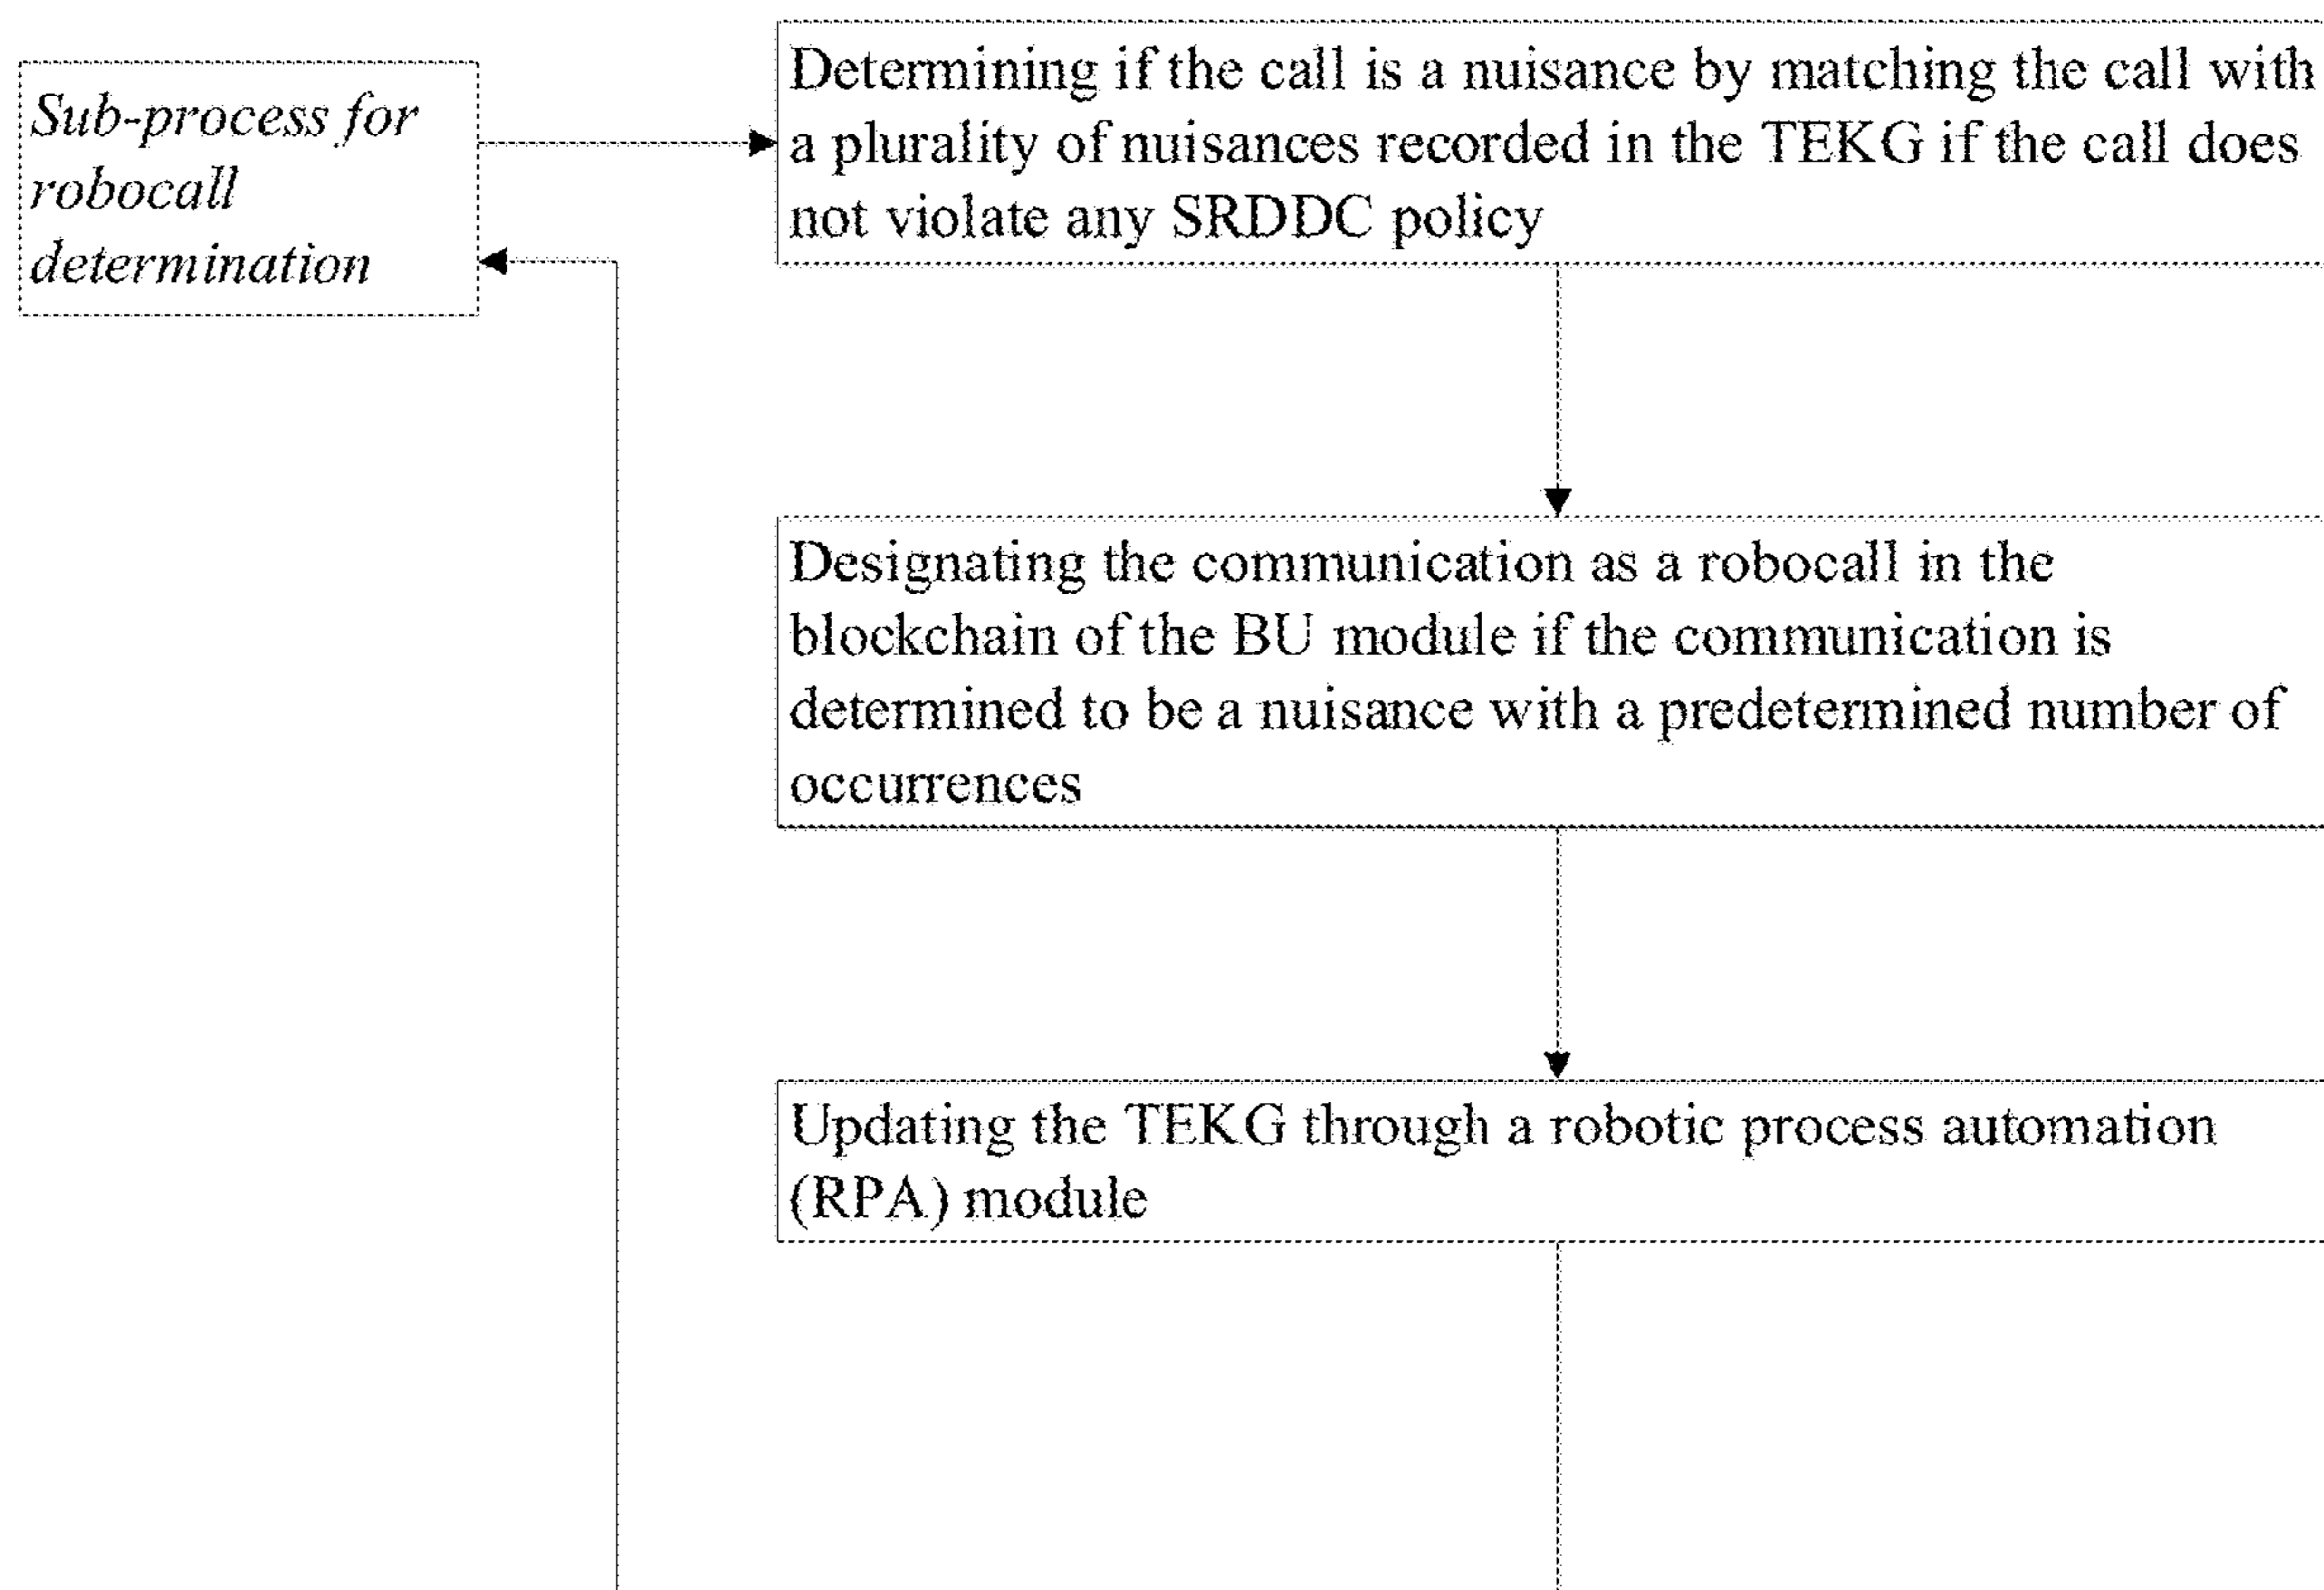 Sub-process for
robocall
determination
Determining if the call is a nuisance by matching the call with
a plurality of nuisances recorded in the TEKG if the call does
not violate any SRDDC policy
Designating the communication as a robocall in the
blockchain of the BU module if the communication is
determined to be a nuisance with a predetermined number of
occurrences
Updating the TEKG through a robotic process automation
(RPA) module